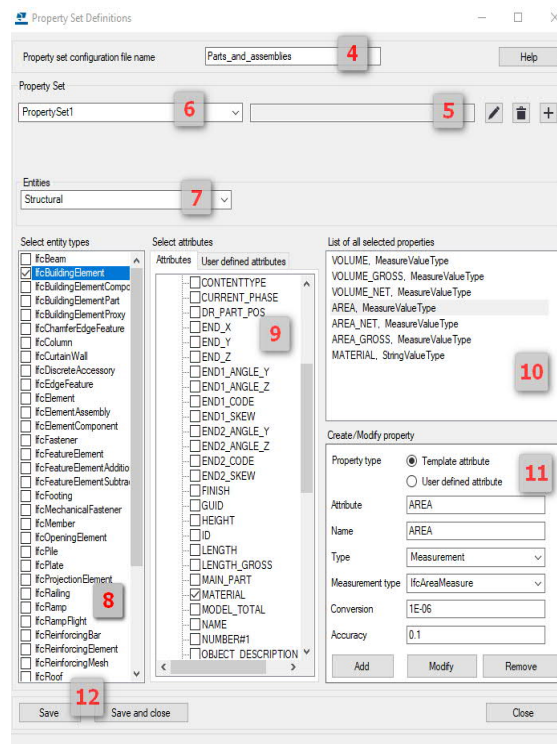 Property Set Definitions
Property set configuration file name
Parts_and_assemblies
4
Help
Property Set
PropertySet1
6
5
Entities
Structural
7
Select entity types
IfcBeam
IfcBuildingElement
IfcBuildingElementCompc
IfcBuildingElementPart
IfcBuildingElementProxy
IfcChamferEdgeFeature
IfcColumn
IfcCurtainWall
IfcDiscreteAccessory
IfcEdgeFeature
IfcElement
IfcElementAssembly
IfcElementComponent
IfcFastener
IfcFeatureElement
IfcFeatureElementAdditio
IfcFeatureElementSubtra
IfcFooting
IfcMechanicalFastener
IfcMember
IfcOpeningElement
IfcPile
IfcPlate
IfcProjectionElement
IfcRailing
IfcRamp
IfcRampFlight
IfcReinforcingBar
IfcReinforcingElement
IfcReinforcingMesh
IfcRoof
8
Select attributes
Attributes
User defined attributes
CONTENTTYPE
CURRENT_PHASE
DR_PART_POS
END_X
END_Y
END_Z
END1_ANGLE_Y
END1_ANGLE_Z
END1_CODE
END1_SKEW
END2_ANGLE_Y
END2_ANGLE_Z
END2_CODE
END2_SKEW
FINISH
GUID
HEIGHT
ID
LENGTH
LENGTH_GROSS
MAIN_PART
MATERIAL
MODEL_TOTAL
NAME
NUMBER#1
OBJECT_DESCRIPTION
9
List of all selected properties
VOLUME, MeasureValueType
VOLUME_GROSS, MeasureValueType
VOLUME_NET, MeasureValueType
AREA, MeasureValueType
AREA_NET, MeasureValueType
AREA_GROSS, MeasureValueType
MATERIAL, StringValueType
10
Create/Modify property
Property type
Template attribute
User defined attribute
11
Attribute
AREA
Name
AREA
Type
Measurement
Measurement type
IfcAreaMeasure
Conversion
1E-06
Accuracy
0.1
Add
Modify
Remove
12
Save
Save and close
Close